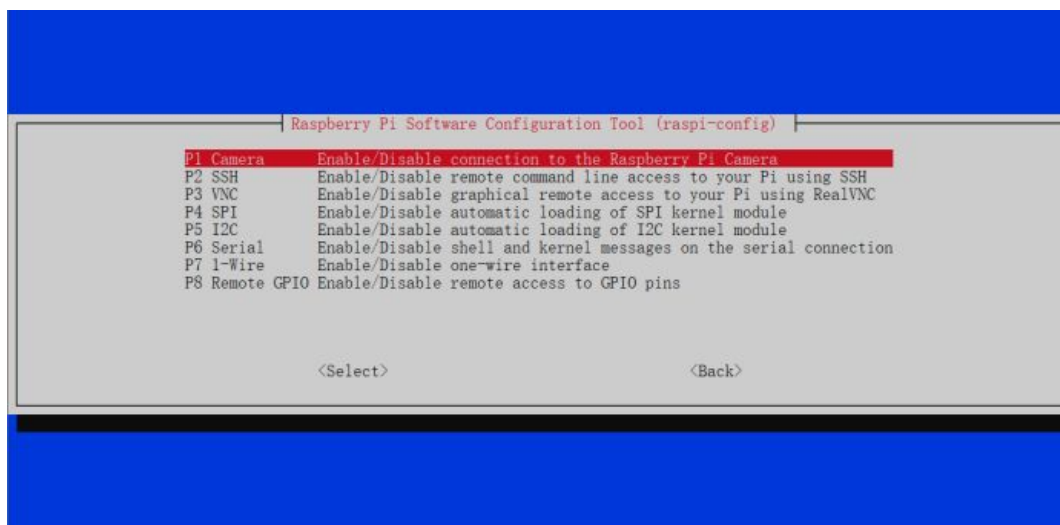 Raspberry Pi Software Configuration Tool (raspi-config)
P1 Camera Enable/Disable connection to the Raspberry Pi Camera
P2 SSH Enable/Disable remote command line access to your Pi using SSH
P3 VNC Enable/Disable graphical remote access to your Pi using RealVNC
P4 SPI Enable/Disable automatic loading of SPI kernel module
P5 I2C Enable/Disable automatic loading of I2C kernel module
P6 Serial Enable/Disable shell and kernel messages on the serial connection
P7 1-Wire Enable/Disable one-wire interface
P8 Remote GPIO Enable/Disable remote access to GPIO pins
<Select> <Back>